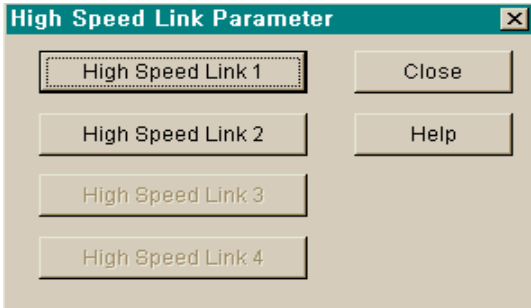 High Speed Link Parameter
High Speed Link 1
Close
High Speed Link 2
Help
High Speed Link 3
High Speed Link 4